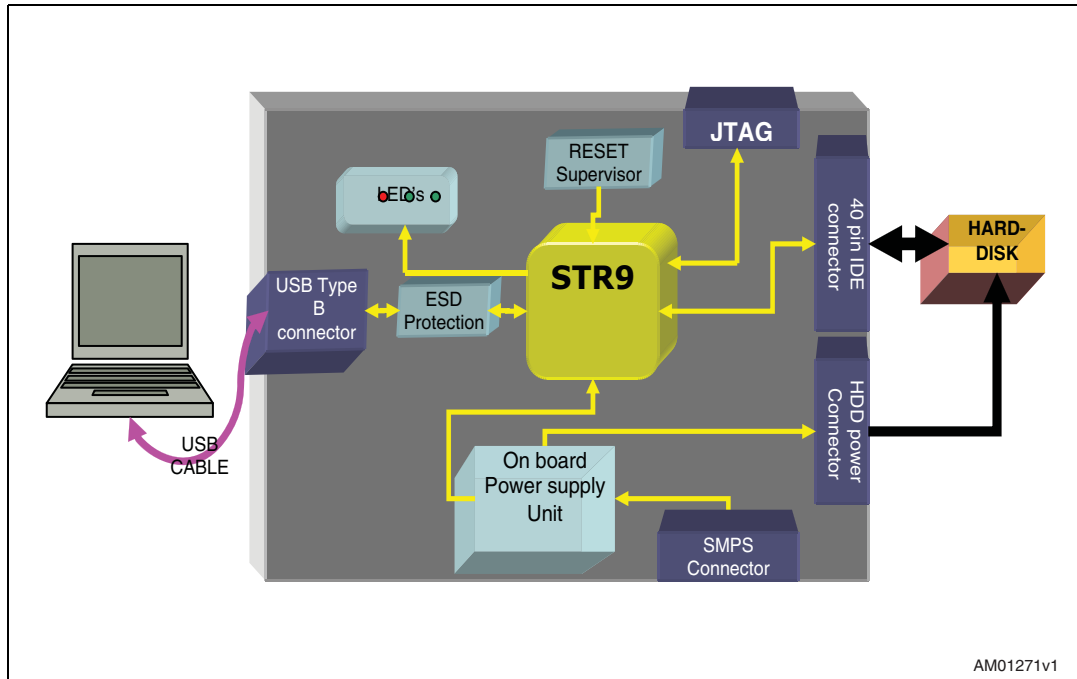 JTAG
RESET
Supervisor
LED's
40 pin IDE
connector
HARD-
DISK
STR9
USB Type
B
connector
ESD
Protection
USB
CABLE
On board
Power supply
Unit
HDD power
Connector
SMPS
Connector
AM01271v1